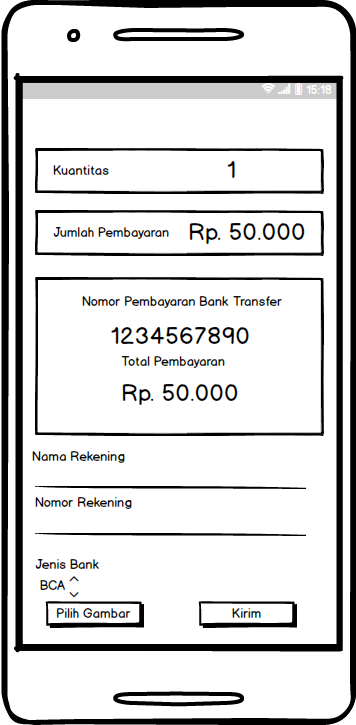 15:18
Kuantitas 1
Jumlah Pembayaran Rp. 50.000
Nomor Pembayaran Bank Transfer
1234567890
Total Pembayaran
Rp. 50.000
Nama Rekening
Nomor Rekening
Jenis Bank
BCA
Pilih Gambar Kirim